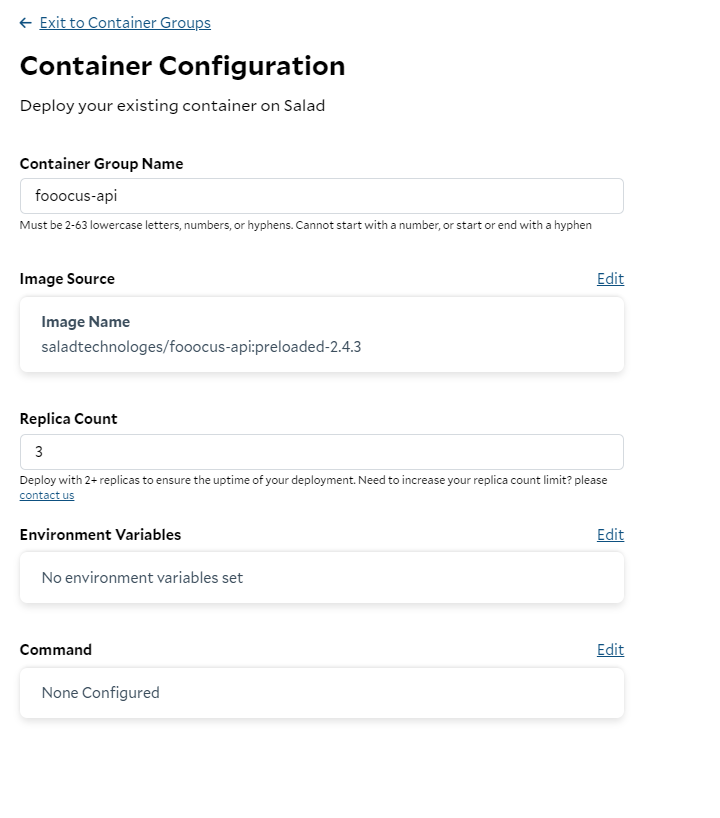 ← Exit to Container Groups
Container Configuration
Deploy your existing container on Salad
Container Group Name
fooocus-api
Must be 2-63 lowercase letters, numbers, or hyphens. Cannot start with a number, or start or end with a hyphen
Image Source Edit
Image Name
saladtechnologes/fooocus-api:preloaded-2.4.3
Replica Count
3
Deploy with 2+ replicas to ensure the uptime of your deployment. Need to increase your replica count limit? please
contact us
Environment Variables Edit
No environment variables set
Command Edit
None Configured